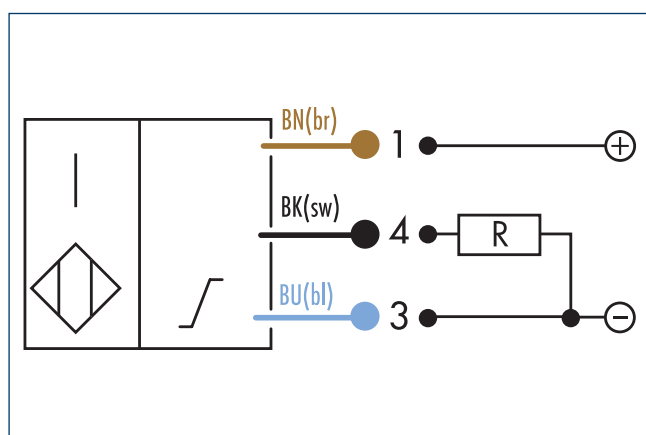 BN(br) 1 +
BK(sw) 4 R
BU(bl) 3 −